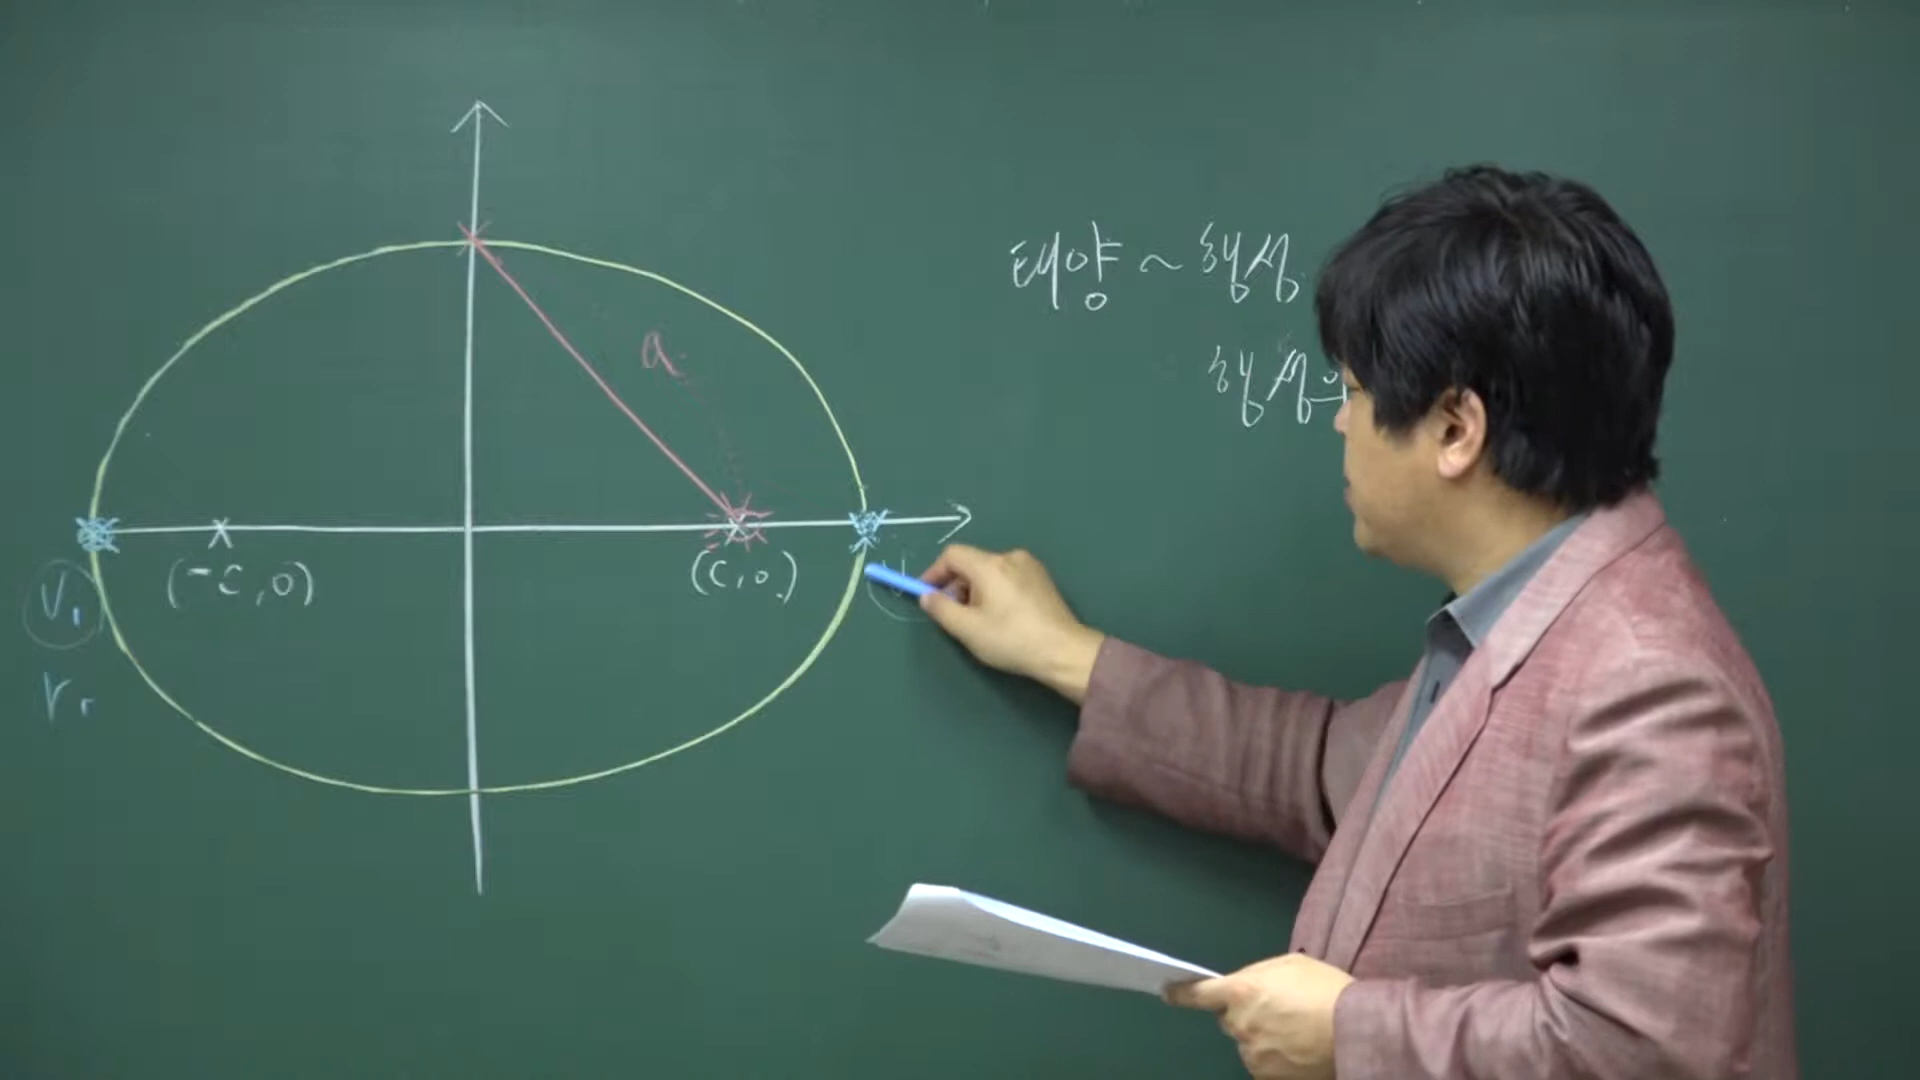 태양 ~ 행성
행성의
a
(-c, 0)
(c, 0)
V₁
r₁